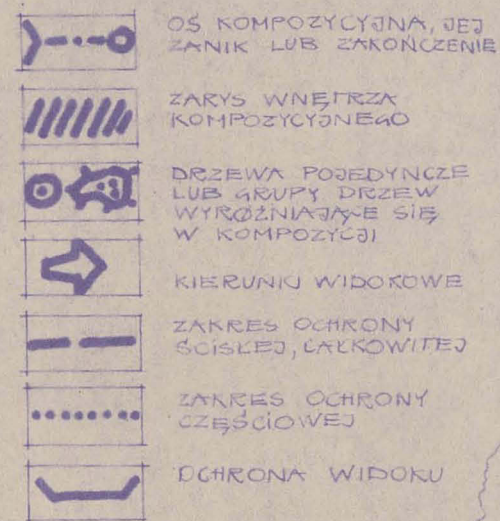 OŚ KOMPOZYCYJNA, JEJ
ZANIK LUB ZAKOŃCZENIE
ZARYS WNĘTRZA
KOMPOZYCYJNEGO
DRZEWA POJEDYNCZE
LUB GRUPY DRZEW
WYRÓŻNIAJĄCE SIĘ
W KOMPOZYCJI
KIERUNKI WIDOKOWE
ZAKRES OCHRONY
ŚCISŁEJ, CAŁKOWITEJ
ZAKRES OCHRONY
CZĘŚCIOWEJ
OCHRONA WIDOKU